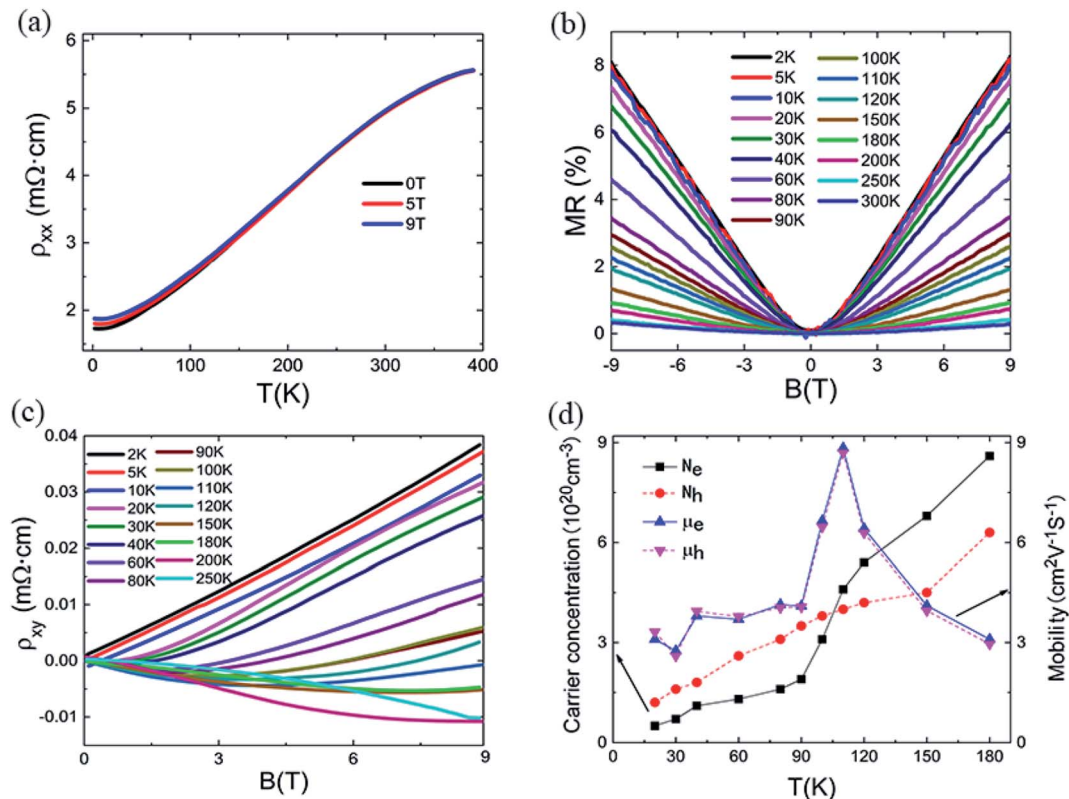 (a)
6
5
4
3
2
ρxx (mΩ·cm)
0T
5T
9T
0 100 200 300 400
T(K)
(b)
8
6
4
2
0
MR (%)
2K 100K
5K 110K
10K 120K
20K 150K
30K 180K
40K 200K
60K 250K
80K 300K
90K
-9 -6 -3 0 3 6 9
B(T)
(c)
0.04
0.03
0.02
0.01
0.00
-0.01
ρxy (mΩ·cm)
2K 90K
5K 100K
10K 110K
20K 120K
30K 150K
40K 180K
60K 200K
80K 250K
0 3 6 9
B(T)
(d)
9
6
3
0
Carrier concentration (10²⁰cm⁻³)
Ne
Nh
μe
μh
9
6
3
0
Mobility (cm²V⁻¹S⁻¹)
0 30 60 90 120 150 180
T(K)